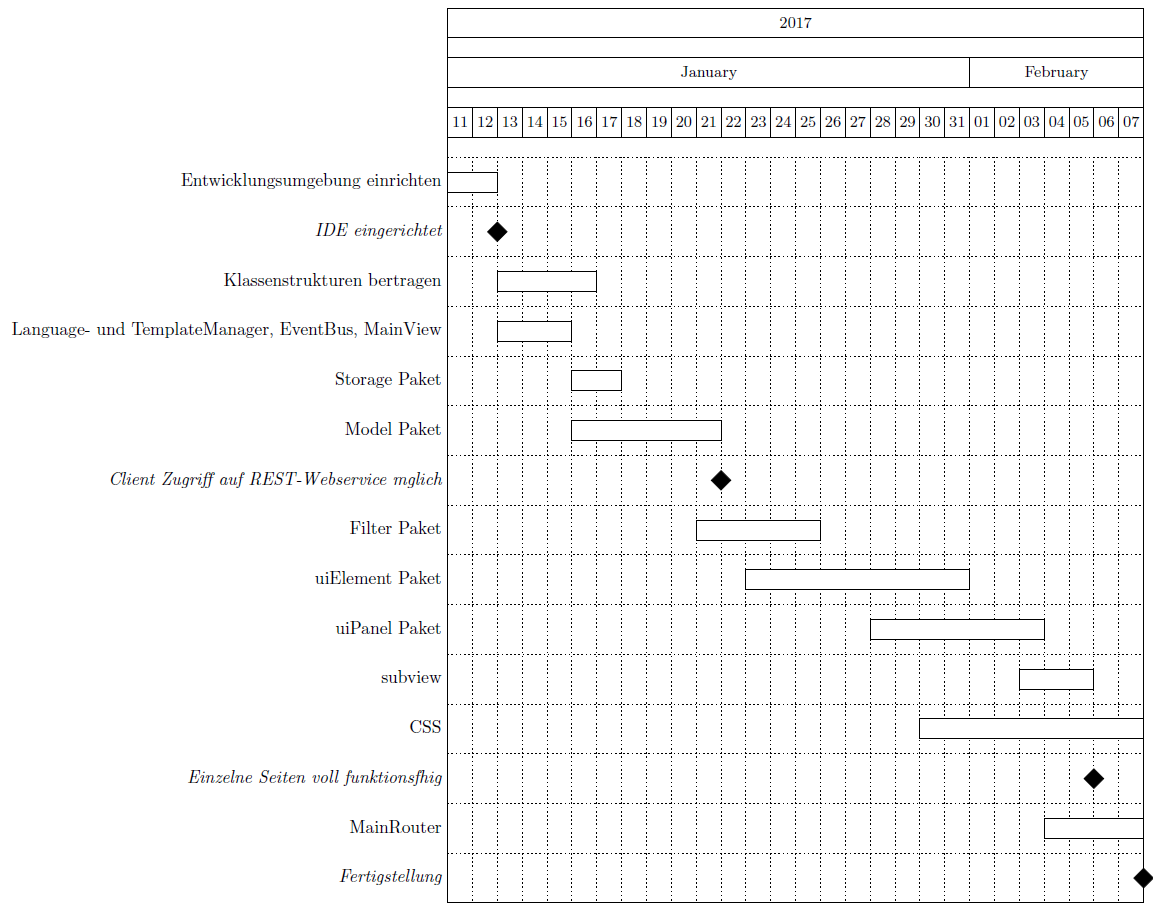 2017
January February
11 12 13 14 15 16 17 18 19 20 21 22 23 24 25 26 27 28 29 30 31 01 02 03 04 05 06 07
Entwicklungsumgebung einrichten
IDE eingerichtet
Klassenstrukturen bertragen
Language- und TemplateManager, EventBus, MainView
Storage Paket
Model Paket
Client Zugriff auf REST-Webservice mglich
Filter Paket
uiElement Paket
uiPanel Paket
subview
CSS
Einzelne Seiten voll funktionsfhig
MainRouter
Fertigstellung